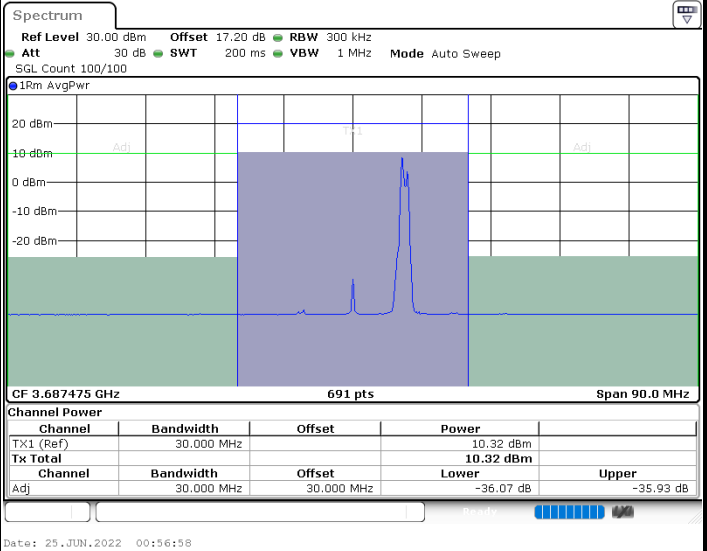 Spectrum
Ref Level 30.00 dBm Offset 17.20 dB RBW 300 kHz
Att 30 dB SWT 200 ms VBW 1 MHz Mode Auto Sweep
SGL Count 100/100
1Rm AvgPwr
20 dBm
TX1
Adj Adj
10 dBm
0 dBm
-10 dBm
-20 dBm
CF 3.687475 GHz 691 pts Span 90.0 MHz
Channel Power
Channel Bandwidth Offset Power
TX1 (Ref) 30.000 MHz 10.32 dBm
Tx Total 10.32 dBm
Channel Bandwidth Offset Lower Upper
Adj 30.000 MHz 30.000 MHz -36.07 dB -35.93 dB
Ready
Date: 25.JUN.2022 00:56:58